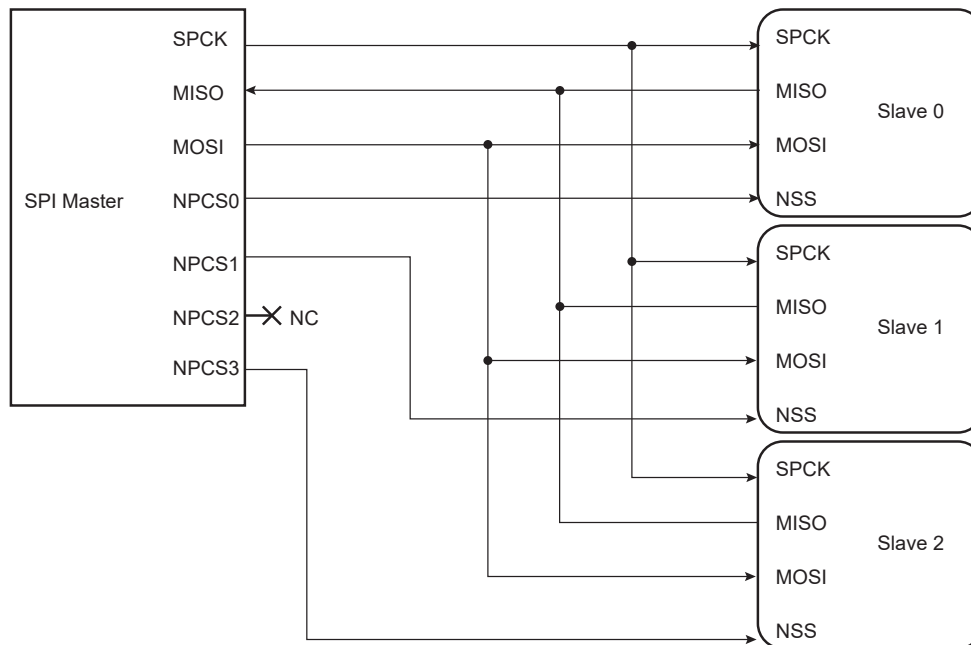 SPI Master
SPCK
MISO
MOSI
NPCS0
NPCS1
NPCS2
NC
NPCS3
SPCK
MISO
Slave 0
MOSI
NSS
SPCK
MISO
Slave 1
MOSI
NSS
SPCK
MISO
Slave 2
MOSI
NSS